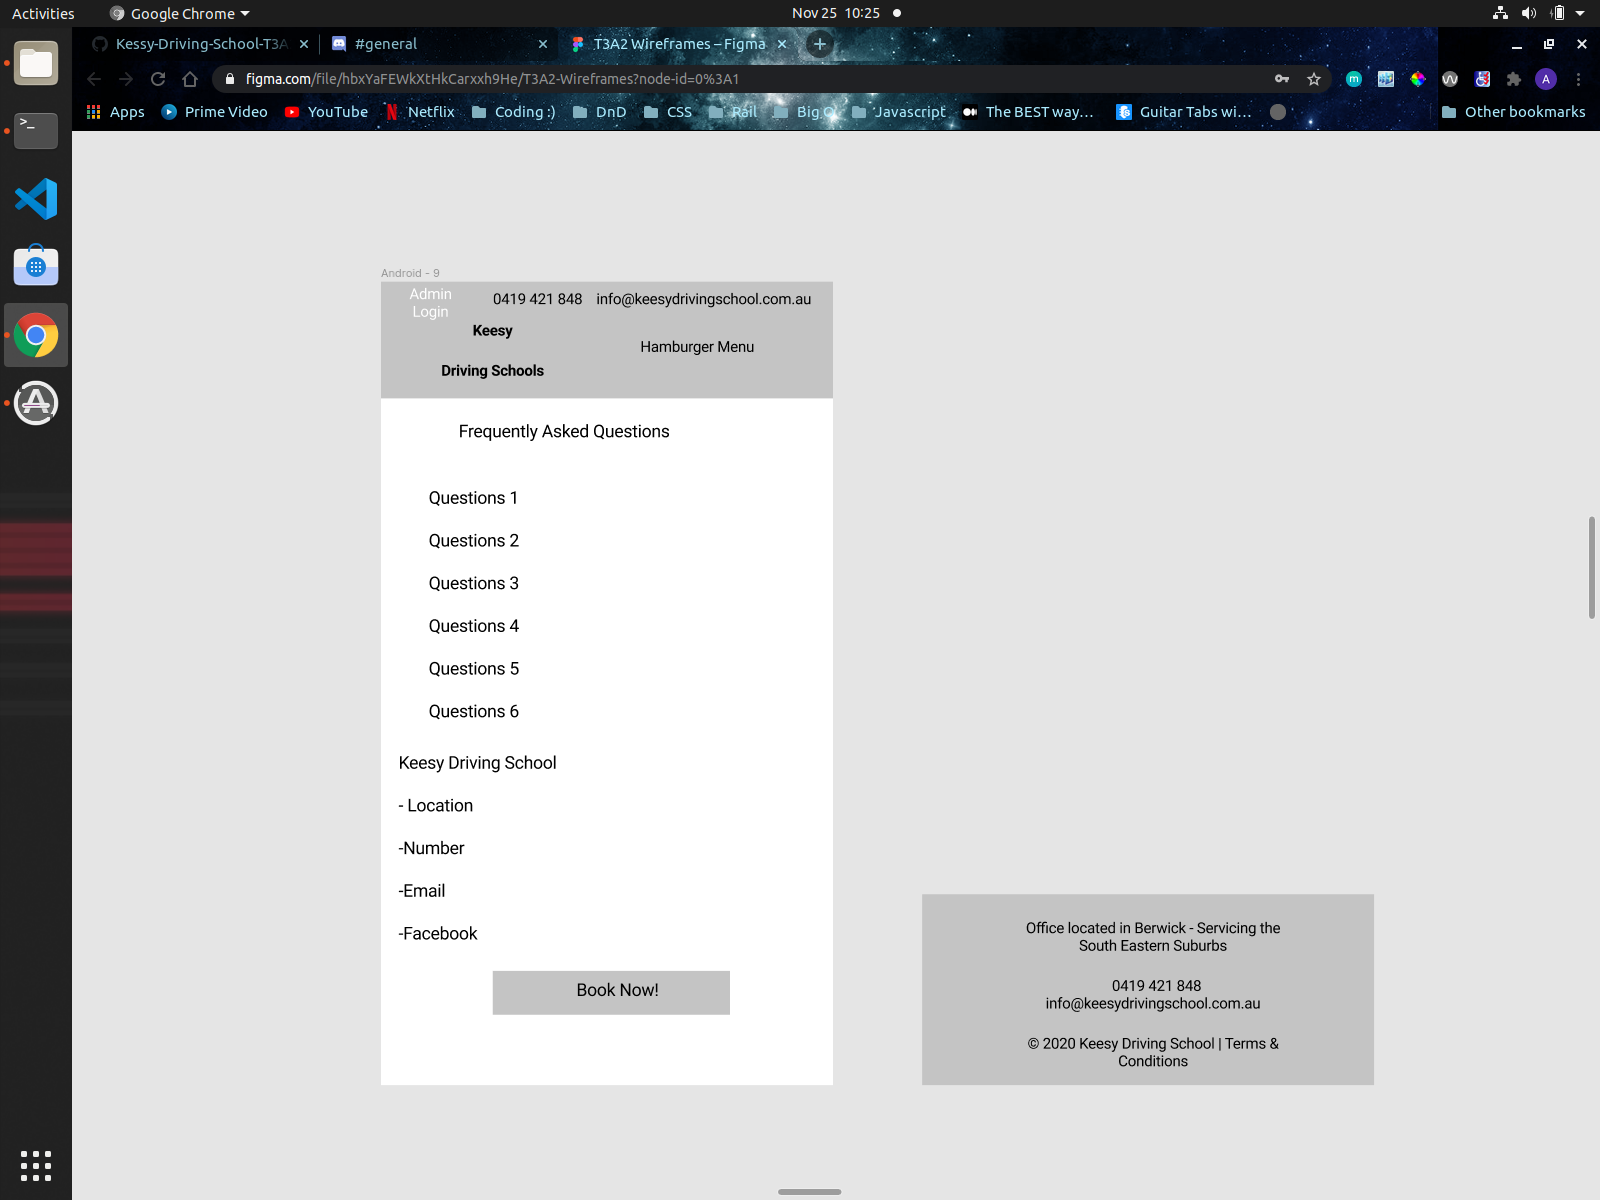 Activities
Google Chrome
Nov 25 10:25
Kessy-Driving-School-T3A
#general
T3A2 Wireframes – Figma
figma.com/file/hbxYaFEWkXtHkCarxxh9He/T3A2-Wireframes?node-id=0%3A1
A
Apps
Prime Video
YouTube
Netflix
Coding :)
DnD
CSS
Rail
Big O
Javascript
The BEST way...
Guitar Tabs wi...
Other bookmarks
Android - 9
Admin
Login
0419 421 848
info@keesydrivingschool.com.au
Keesy
Hamburger Menu
Driving Schools
Frequently Asked Questions
Questions 1
Questions 2
Questions 3
Questions 4
Questions 5
Questions 6
Keesy Driving School
- Location
-Number
-Email
-Facebook
Book Now!
Office located in Berwick - Servicing the
South Eastern Suburbs
0419 421 848
info@keesydrivingschool.com.au
© 2020 Keesy Driving School | Terms &
Conditions